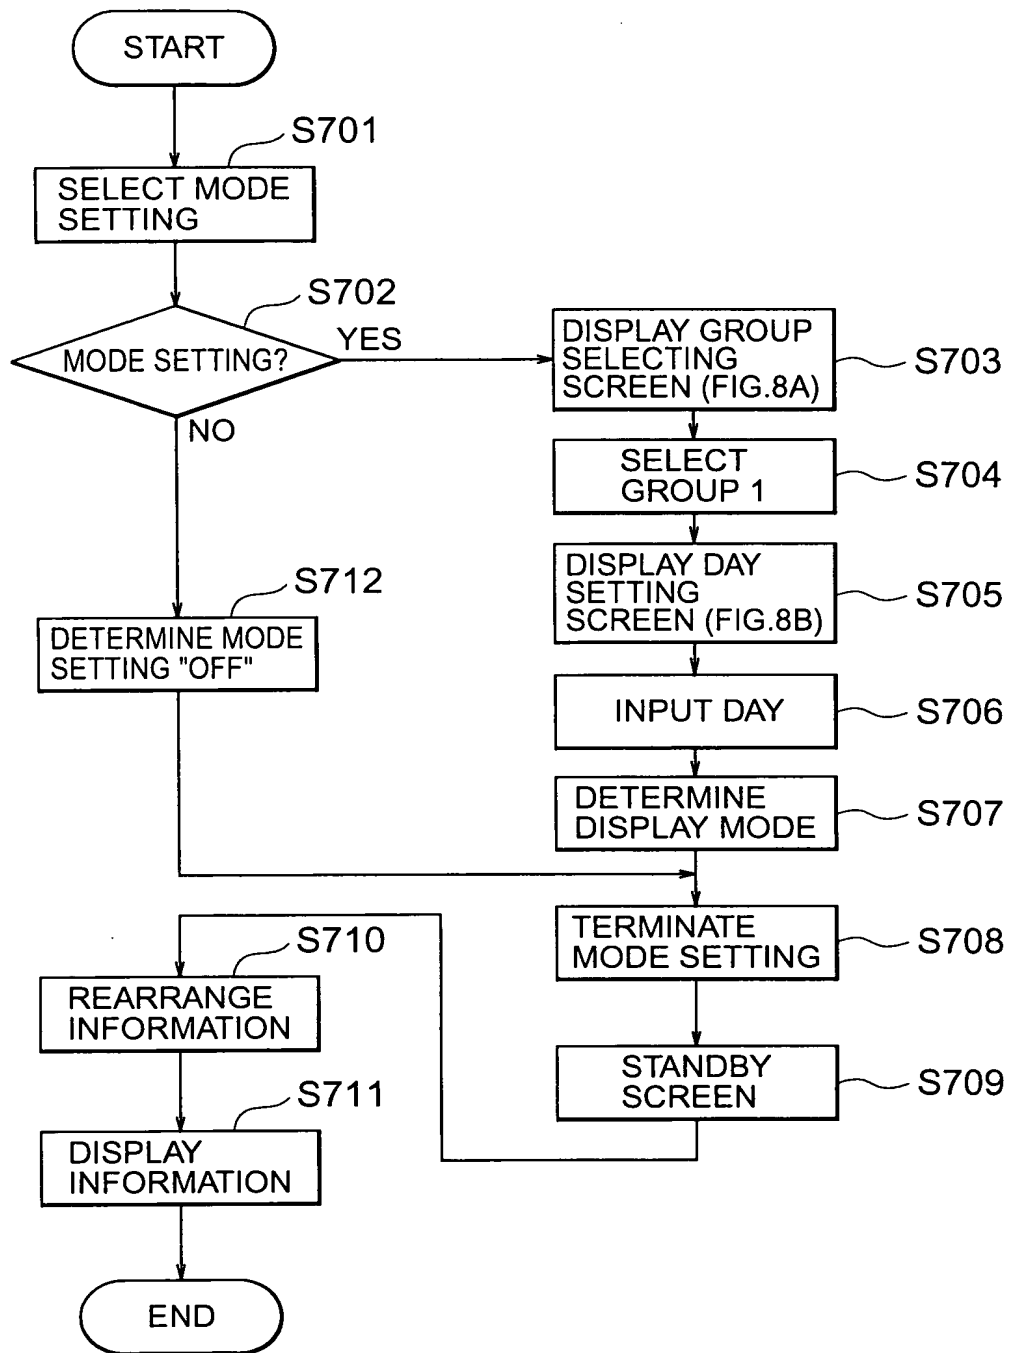 START
S701
SELECT MODE
SETTING
S702
MODE SETTING?
YES
NO
DISPLAY GROUP
SELECTING
SCREEN (FIG.8A)
S703
SELECT
GROUP 1
S704
DISPLAY DAY
SETTING
SCREEN (FIG.8B)
S705
S712
DETERMINE MODE
SETTING "OFF"
INPUT DAY
S706
DETERMINE
DISPLAY MODE
S707
TERMINATE
MODE SETTING
S708
STANDBY
SCREEN
S709
S710
REARRANGE
INFORMATION
S711
DISPLAY
INFORMATION
END